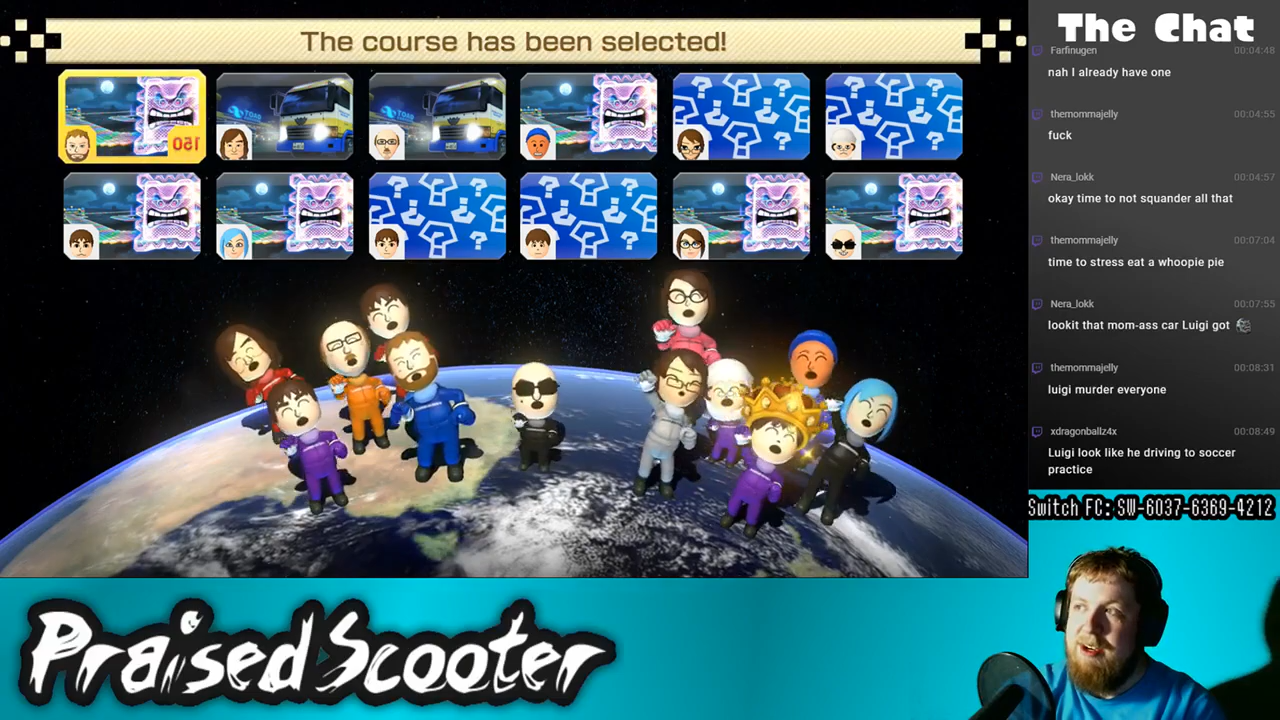 The course has been selected!
150
The Chat
Farfinugen 00:04:48
nah I already have one
themommajelly 00:04:55
fuck
Nera_lokk 00:04:57
okay time to not squander all that
themommajelly 00:07:04
time to stress eat a whoopie pie
Nera_lokk 00:07:55
lookit that mom-ass car Luigi got
themommajelly 00:08:31
luigi murder everyone
xdragonballz4x 00:08:49
Luigi look like he driving to soccer
practice
Switch FC: SW-6037-6369-4212
Praised Scooter